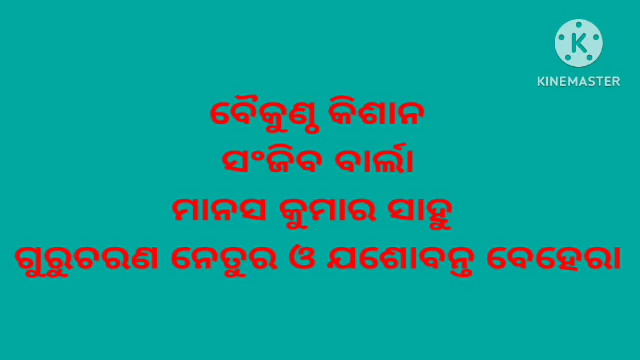 KINEMASTER
ବୈକୁଣ୍ଠ କିଶାନ
ସଂଜିବ ବାର୍ଲା
ମାନସ କୁମାର ସାହୁ
ଗୁରୁଚରଣ ନେତୁର ଓ ଯଶୋବନ୍ତ ବେହେରା